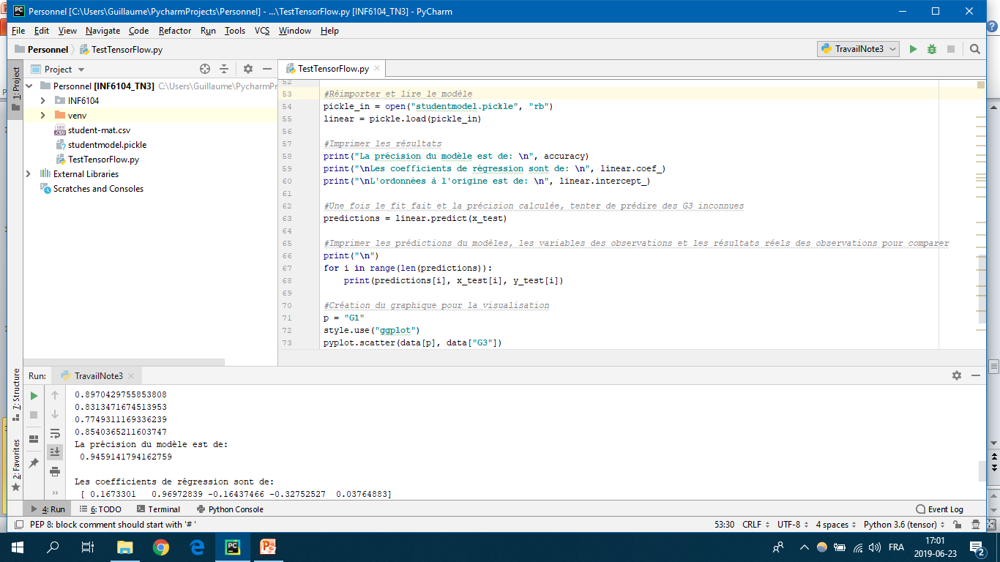 Personnel [C:\Users\Guillaume\PycharmProjects\Personnel] - ...\TestTensorFlow.py [INF6104_TN3] - PyCharm
File Edit View Navigate Code Refactor Run Tools VCS Window Help
Personnel TestTensorFlow.py TravailNote3
1: Project
Project
TestTensorFlow.py
Personnel [INF6104_TN3] C:\Users\Guillaume\PycharmPr
INF6104
venv
student-mat.csv
studentmodel.pickle
TestTensorFlow.py
External Libraries
Scratches and Consoles
52
53 #Réimporter et lire le modèle
54 pickle_in = open("studentmodel.pickle", "rb")
55 linear = pickle.load(pickle_in)
56
57 #Imprimer les résultats
58 print("La précision du modèle est de: \n", accuracy)
59 print("\nLes coefficients de régression sont de: \n", linear.coef_)
60 print("\nL'ordonnées à l'origine est de: \n", linear.intercept_)
61
62 #Une fois le fit fait et la précision calculée, tenter de prédire des G3 inconnues
63 predictions = linear.predict(x_test)
64
65 #Imprimer les prédictions du modèles, les variables des observations et les résultats réels des observations pour comparer
66 print("\n")
67 for i in range(len(predictions)):
68 print(predictions[i], x_test[i], y_test[i])
69
70 #Création du graphique pour la visualisation
71 p = "G1"
72 style.use("ggplot")
73 pyplot.scatter(data[p], data["G3"])
7: Structure
2: Favorites
Run: TravailNote3
0.8970429755853808
0.8313471674513953
0.7749311169336239
0.8540365211603747
La précision du modèle est de:
0.9459141794162759
Les coefficients de régression sont de:
[ 0.1673301 0.96972839 -0.16437466 -0.32752527 0.03764883]
4: Run 6: TODO Terminal Python Console Event Log
PEP 8: block comment should start with '# ' 53:30 CRLF UTF-8 4 spaces Python 3.6 (tensor)
FRA 17:01
2019-06-23
2